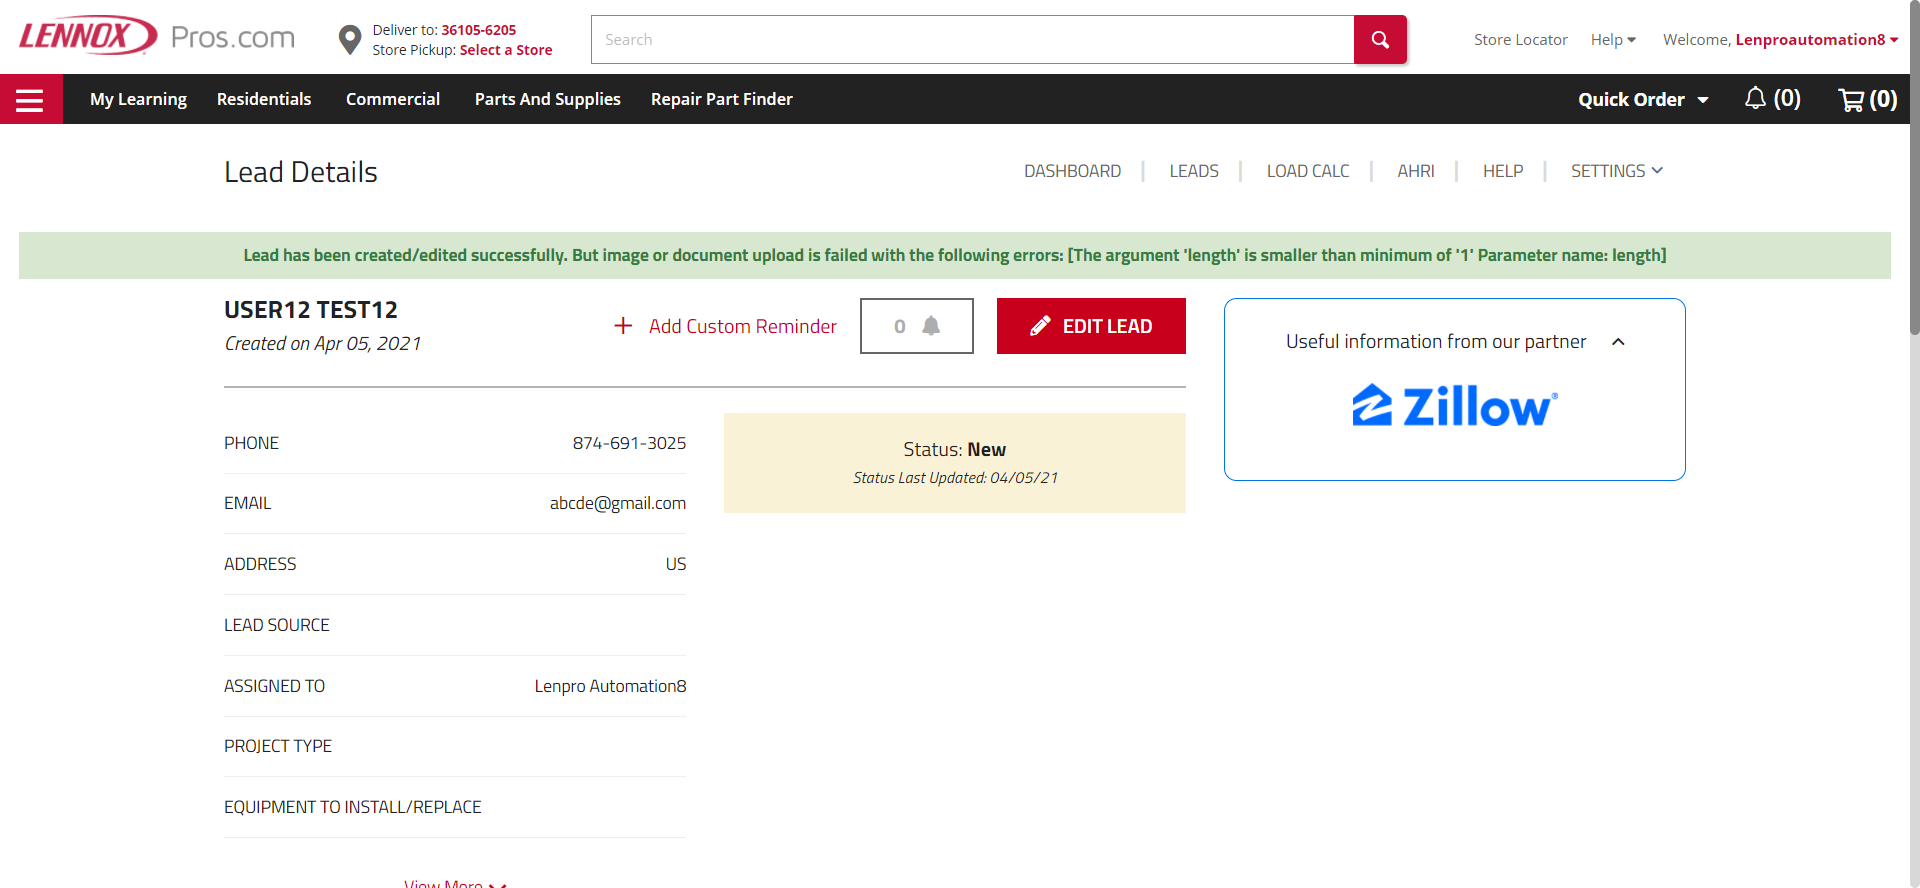 LENNOX Pros.com
Deliver to: 36105-6205
Store Pickup: Select a Store
Search
Store Locator
Help
Welcome, Lenproautomation8
My Learning
Residentials
Commercial
Parts And Supplies
Repair Part Finder
Quick Order
(0)
(0)
Lead Details
DASHBOARD
LEADS
LOAD CALC
AHRI
HELP
SETTINGS
Lead has been created/edited successfully. But image or document upload is failed with the following errors: [The argument 'length' is smaller than minimum of '1' Parameter name: length]
USER12 TEST12
Created on Apr 05, 2021
+ Add Custom Reminder
0
EDIT LEAD
Useful information from our partner
Zillow®
PHONE 874-691-3025
EMAIL abcde@gmail.com
ADDRESS US
LEAD SOURCE
ASSIGNED TO Lenpro Automation8
PROJECT TYPE
EQUIPMENT TO INSTALL/REPLACE
Status: New
Status Last Updated: 04/05/21
View More